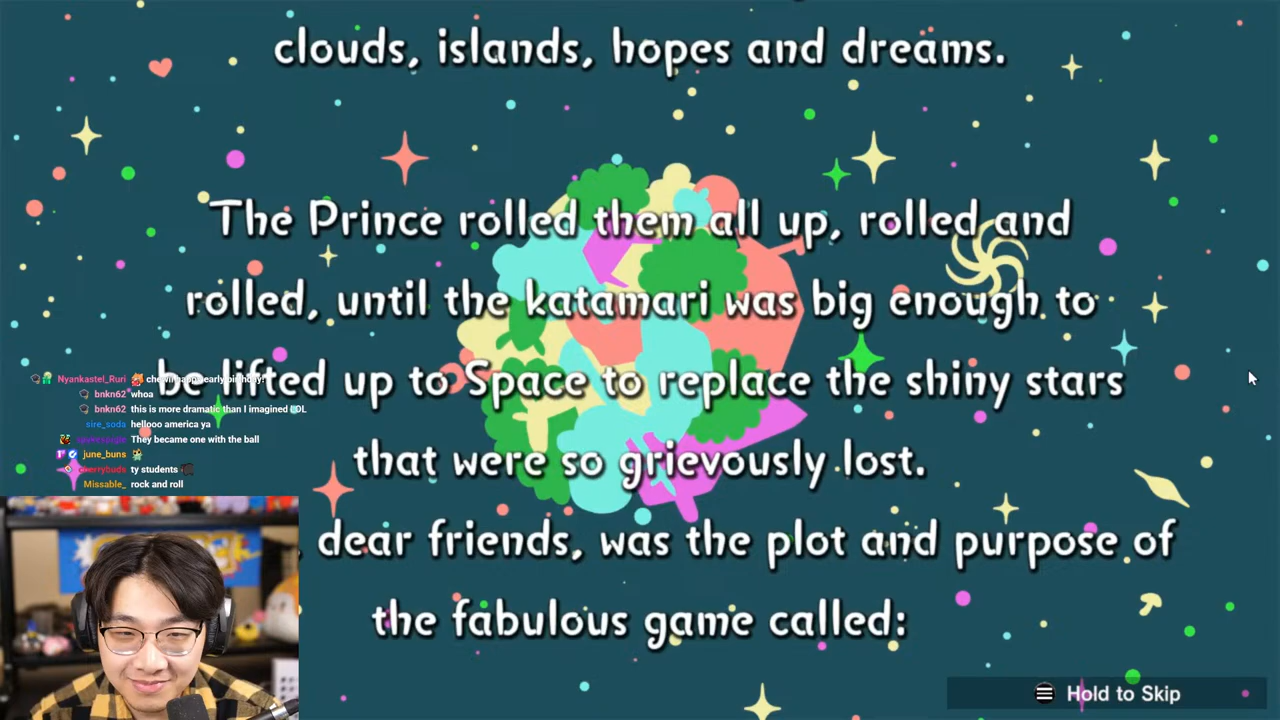 clouds, islands, hopes and dreams.
The Prince rolled them all up, rolled and
rolled, until the katamari was big enough to
be lifted up to Space to replace the shiny stars
that were so grievously lost.
dear friends, was the plot and purpose of
the fabulous game called:
Nyankastel_Ruri chewi happy early birthday!
bnkn62 whoa
bnkn62 this is more dramatic than I imagined LOL
sire_soda hellooo america ya
They became one with the ball
june_buns
ty students
Missable_ rock and roll
Hold to Skip